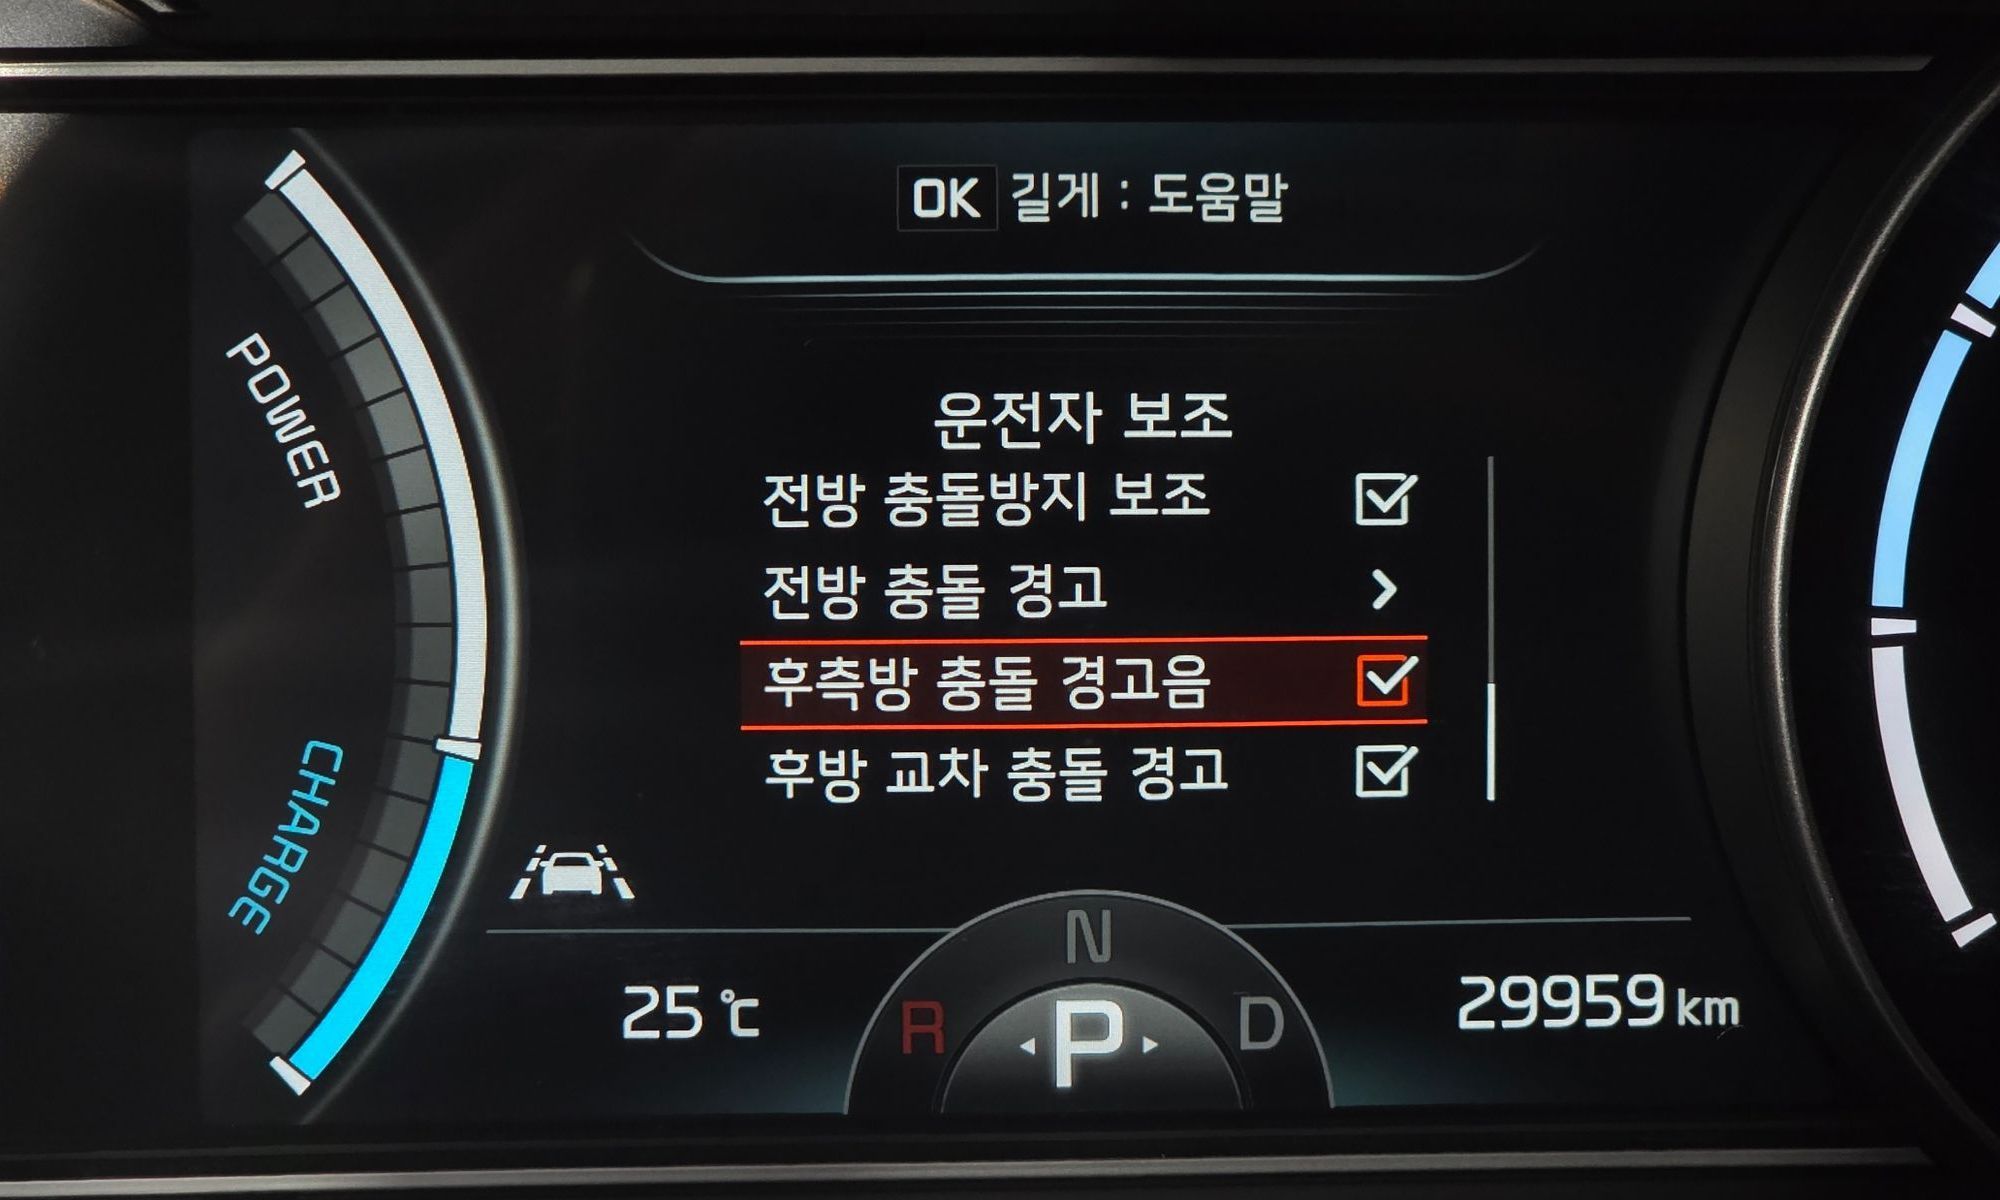 OK 길게 : 도움말
POWER
운전자 보조
전방 충돌방지 보조
전방 충돌 경고
후측방 충돌 경고음
후방 교차 충돌 경고
CHARGE
N
25 ℃
R
P
D
29959 km